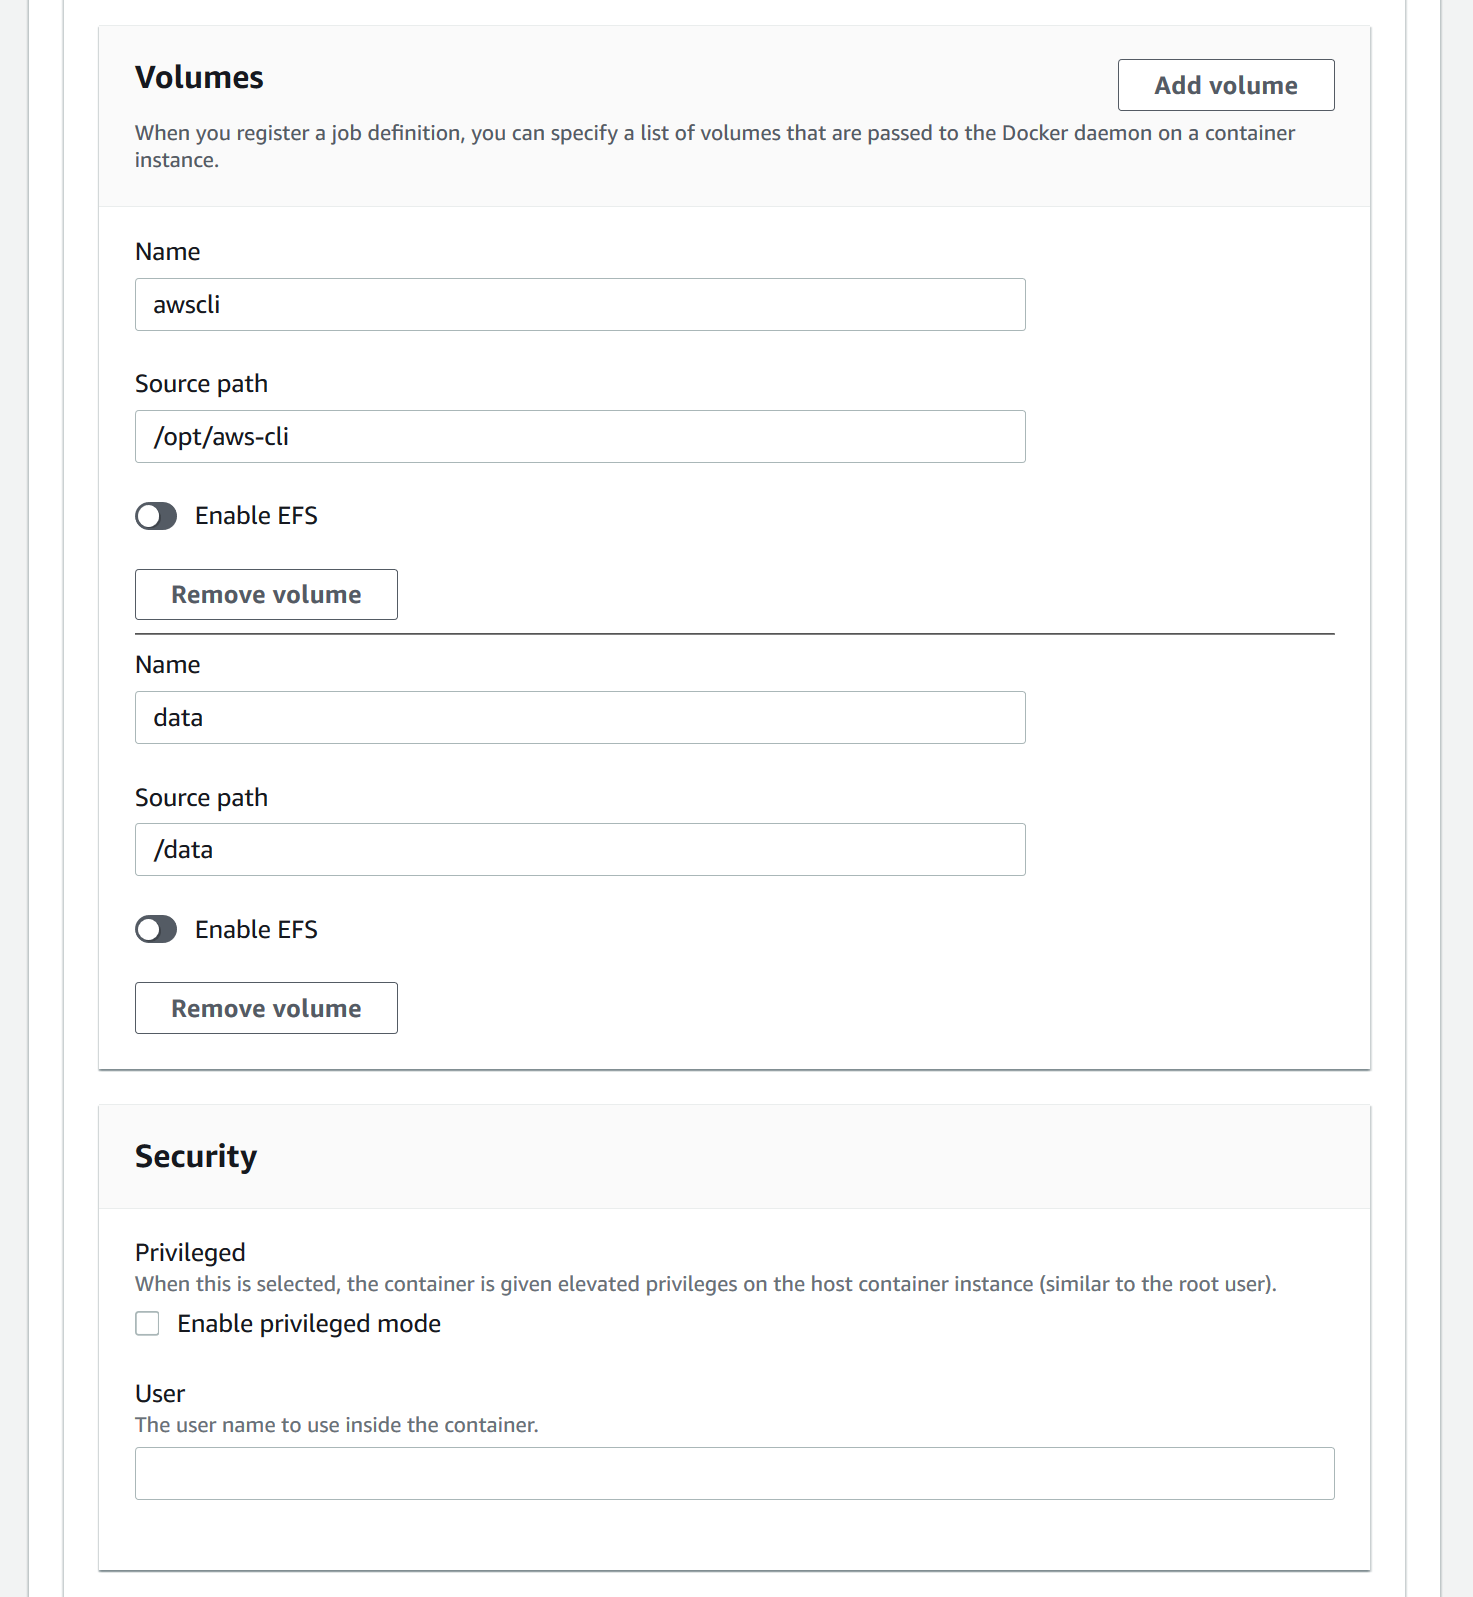 Volumes
Add volume
When you register a job definition, you can specify a list of volumes that are passed to the Docker daemon on a container
instance.
Name
awscli
Source path
/opt/aws-cli
Enable EFS
Remove volume
Name
data
Source path
/data
Enable EFS
Remove volume
Security
Privileged
When this is selected, the container is given elevated privileges on the host container instance (similar to the root user).
Enable privileged mode
User
The user name to use inside the container.